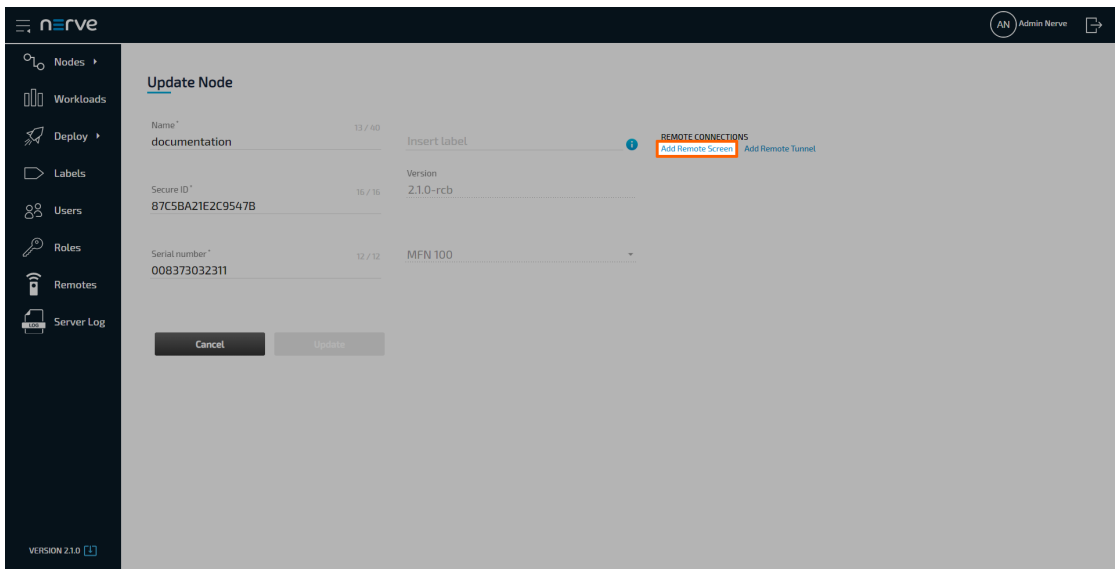 nerve
AN Admin Nerve
Nodes
Workloads
Deploy
Labels
Users
Roles
Remotes
LOG Server Log
VERSION 2.1.0
Update Node
Name* 13 / 40
documentation
Insert label
REMOTE CONNECTIONS
Add Remote Screen Add Remote Tunnel
Secure ID* 16 / 16
87C5BA21E2C9547B
Version
2.1.0-rcb
Serial number* 12 / 12
008373032311
MFN 100
Cancel Update